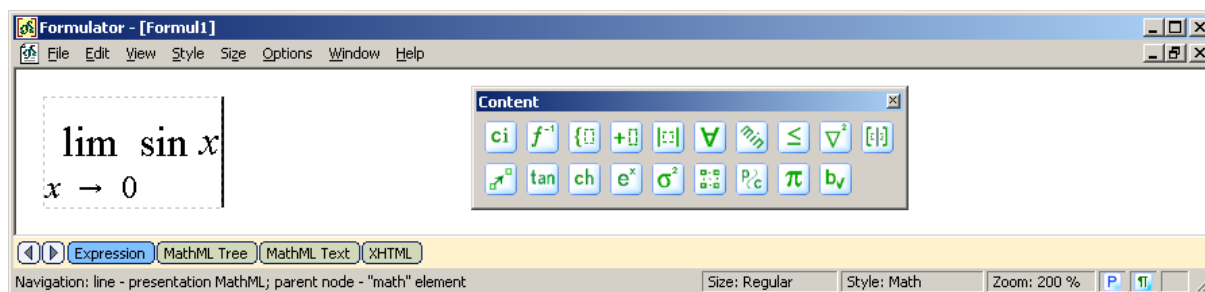 Formulator - [Formul1]
File Edit View Style Size Options Window Help
lim sin x
x → 0
Content
ci f⁻¹ {▯ +▯ |▯| ∀ ≤ ∇²
tan ch eˣ σ² P/C π b√
Expression MathML Tree MathML Text XHTML
Navigation: line - presentation MathML; parent node - "math" element Size: Regular Style: Math Zoom: 200 % P ¶